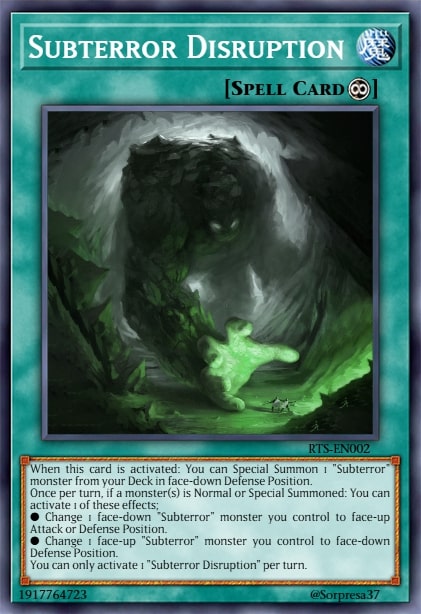 Subterror Disruption
魔
[Spell Card]
RTS-EN002
When this card is activated: You can Special Summon 1 "Subterror"
monster from your Deck in face-down Defense Position.
Once per turn, if a monster(s) is Normal or Special Summoned: You can
activate 1 of these effects;
● Change 1 face-down "Subterror" monster you control to face-up
Attack or Defense Position.
● Change 1 face-up "Subterror" monster you control to face-down
Defense Position.
You can only activate 1 "Subterror Disruption" per turn.
1917764723 @Sorpresa37